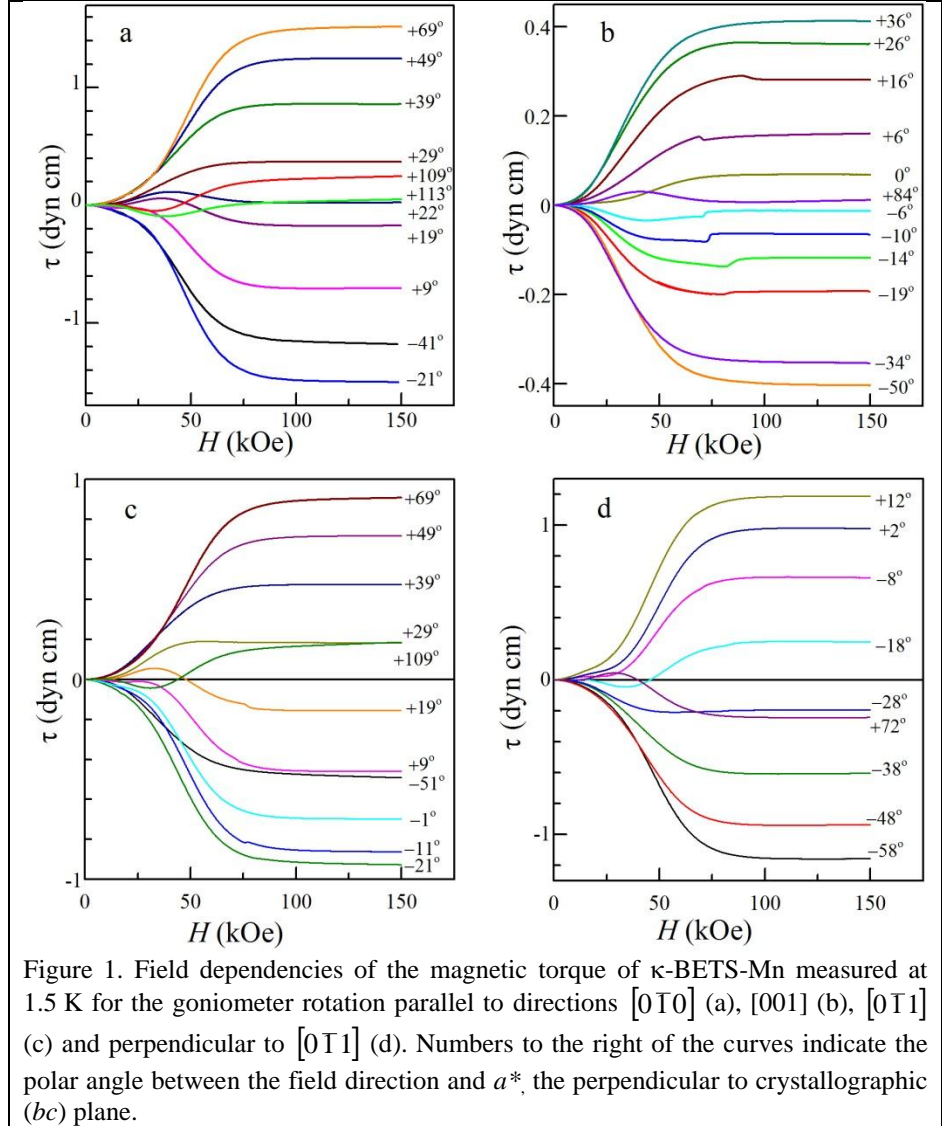 a
+69°
+49°
+39°
+29°
+109°
+113°
+22°
+19°
+9°
−41°
−21°
1
0
-1
τ (dyn cm)
0 50 100 150
H (kOe)
b
+36°
+26°
+16°
+6°
0°
+84°
−6°
−10°
−14°
−19°
−34°
−50°
0.4
0.2
0
-0.2
-0.4
τ (dyn cm)
0 50 100 150
H (kOe)
c
+69°
+49°
+39°
+29°
+109°
+19°
+9°
−51°
−1°
−11°
−21°
1
0
-1
τ (dyn cm)
0 50 100 150
H (kOe)
d
+12°
+2°
−8°
−18°
−28°
+72°
−38°
−48°
−58°
1
0
-1
τ (dyn cm)
0 50 100 150
H (kOe)
Figure 1. Field dependencies of the magnetic torque of κ-BETS-Mn measured at
1.5 K for the goniometer rotation parallel to directions [01̅0] (a), [001] (b), [01̅1]
(c) and perpendicular to [01̅1] (d). Numbers to the right of the curves indicate the
polar angle between the field direction and a*, the perpendicular to crystallographic
(bc) plane.